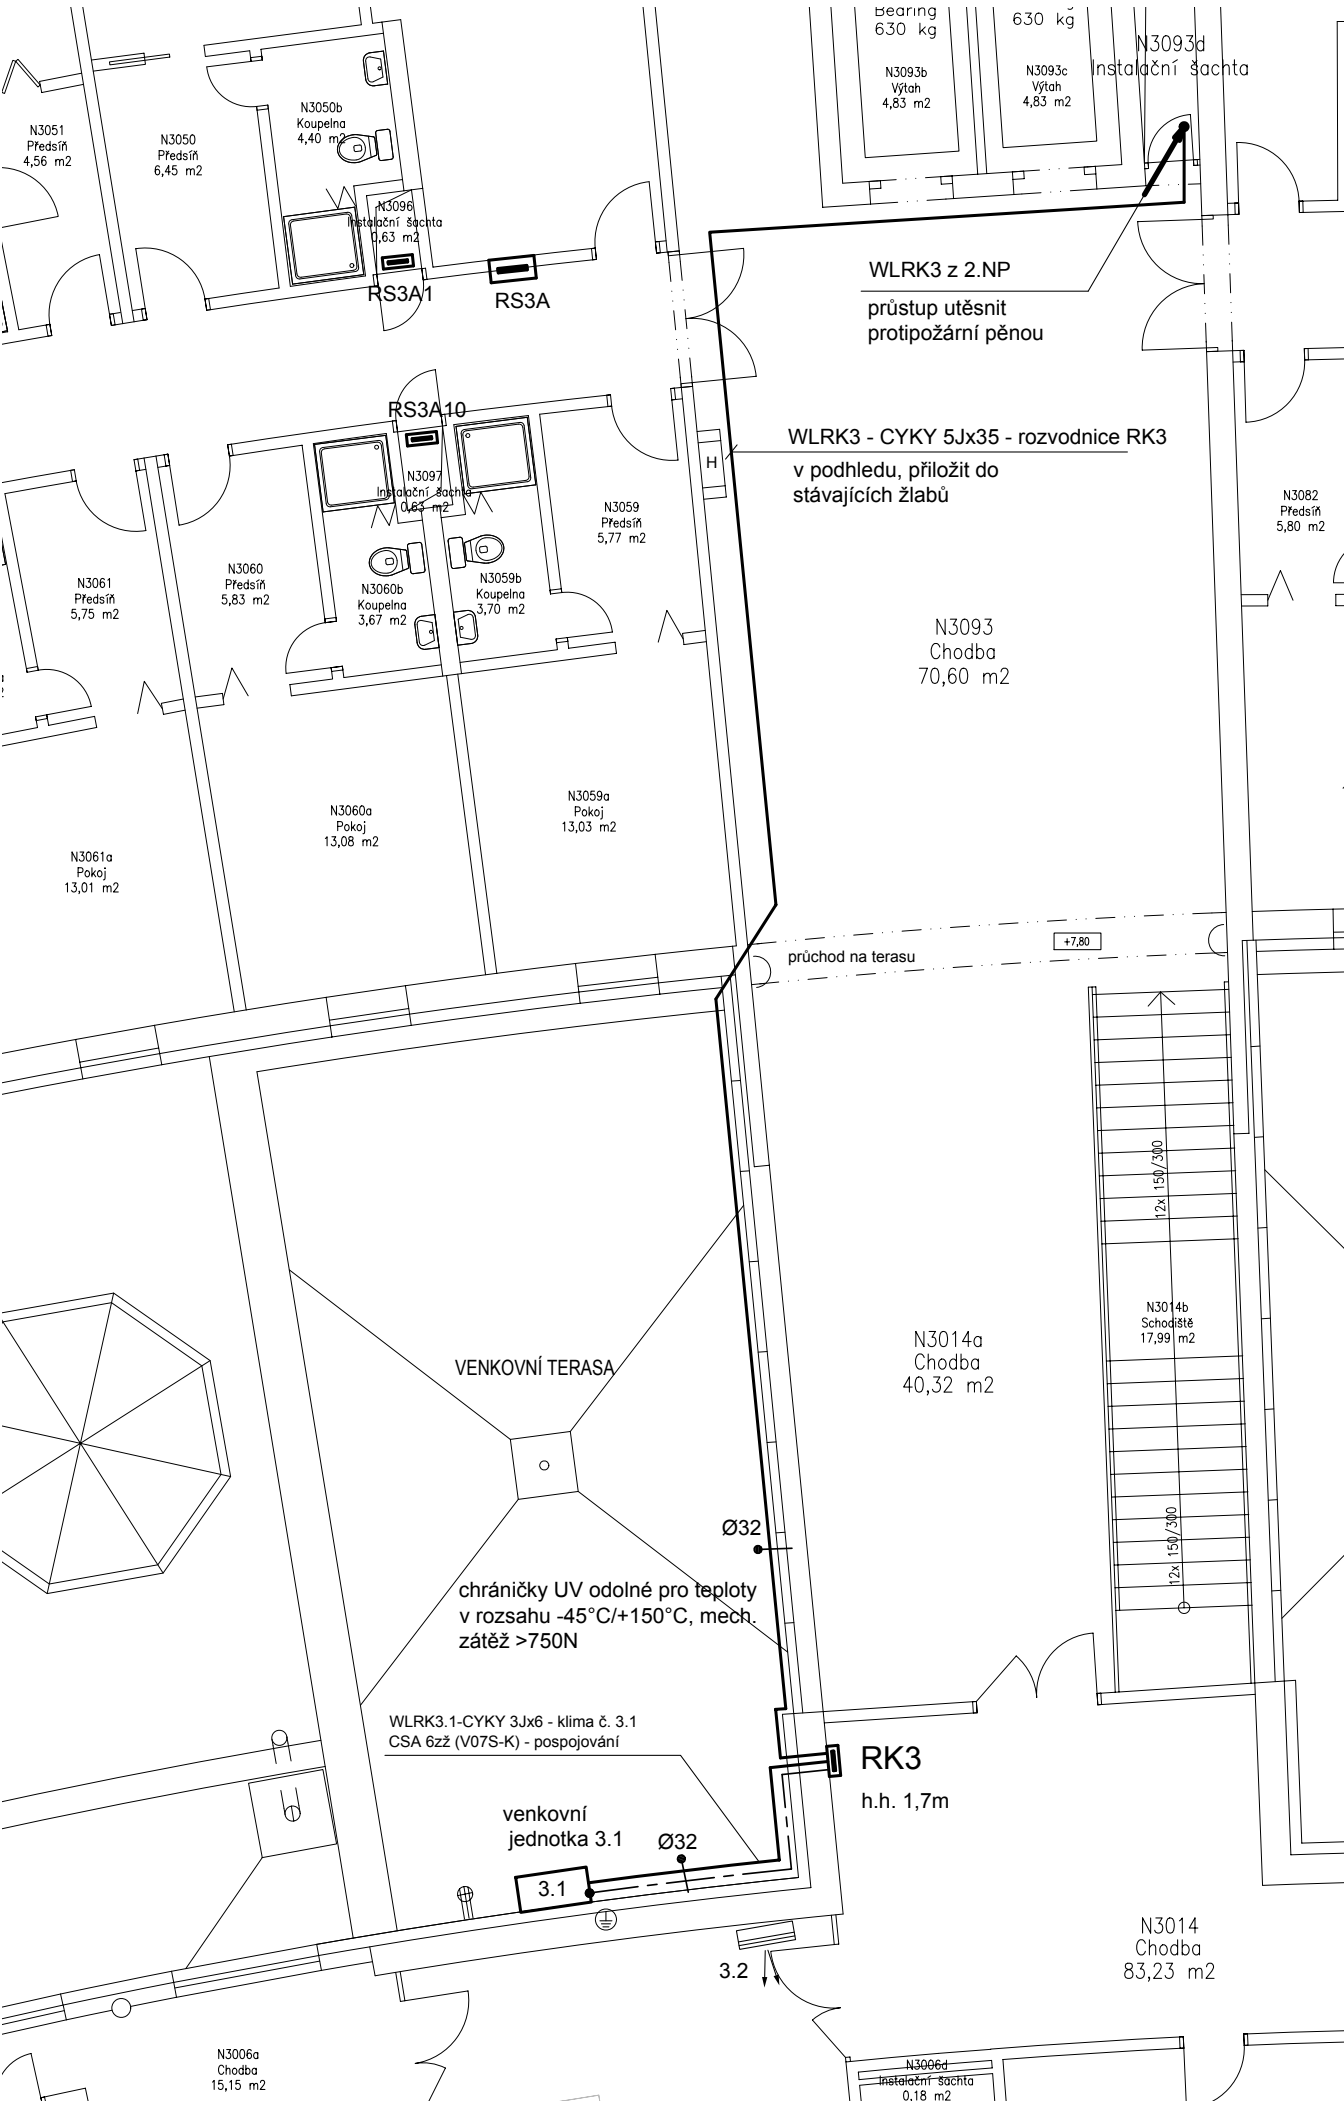 Bearing
630 kg
630 kg
N3093d
Instalační šachta
N3093b
Výtah
4,83 m2
N3093c
Výtah
4,83 m2
N3051
Předsíň
4,56 m2
N3050
Předsíň
6,45 m2
N3050b
Koupelna
4,40 m2
N3096
Instalační šachta
0,63 m2
RS3A1
RS3A
WLRK3 z 2.NP
průstup utěsnit
protipožární pěnou
RS3A10
WLRK3 - CYKY 5Jx35 - rozvodnice RK3
v podhledu, přiložit do
stávajících žlabů
H
N3097
Instalační šachta
0,63 m2
N3059
Předsíň
5,77 m2
N3082
Předsíň
5,80 m2
N3061
Předsíň
5,75 m2
N3060
Předsíň
5,83 m2
N3060b
Koupelna
3,67 m2
N3059b
Koupelna
3,70 m2
N3093
Chodba
70,60 m2
N3061a
Pokoj
13,01 m2
N3060a
Pokoj
13,08 m2
N3059a
Pokoj
13,03 m2
průchod na terasu
+7,80
12x 150/300
N3014b
Schodiště
17,99 m2
N3014a
Chodba
40,32 m2
VENKOVNÍ TERASA
12x 150/300
Ø32
chráničky UV odolné pro teploty
v rozsahu -45°C/+150°C, mech.
zátěž >750N
WLRK3.1-CYKY 3Jx6 - klima č. 3.1
CSA 6zž (V07S-K) - pospojování
RK3
h.h. 1,7m
venkovní
jednotka 3.1
Ø32
3.1
3.2
N3014
Chodba
83,23 m2
N3006a
Chodba
15,15 m2
N3006d
Instalační šachta
0,18 m2